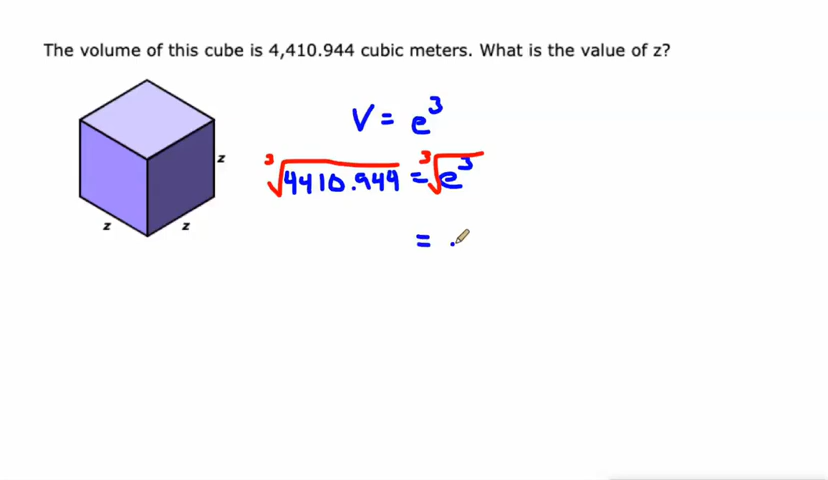 The volume of this cube is 4,410.944 cubic meters. What is the value of z?
V = e³
∛4410.944 = ∛e³
z
z z
=